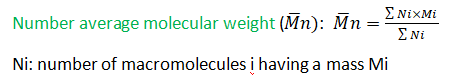 Number average molecular weight (M̅n): M̅n = ∑ Ni×Mi / ∑ Ni
Ni: number of macromolecules i having a mass Mi